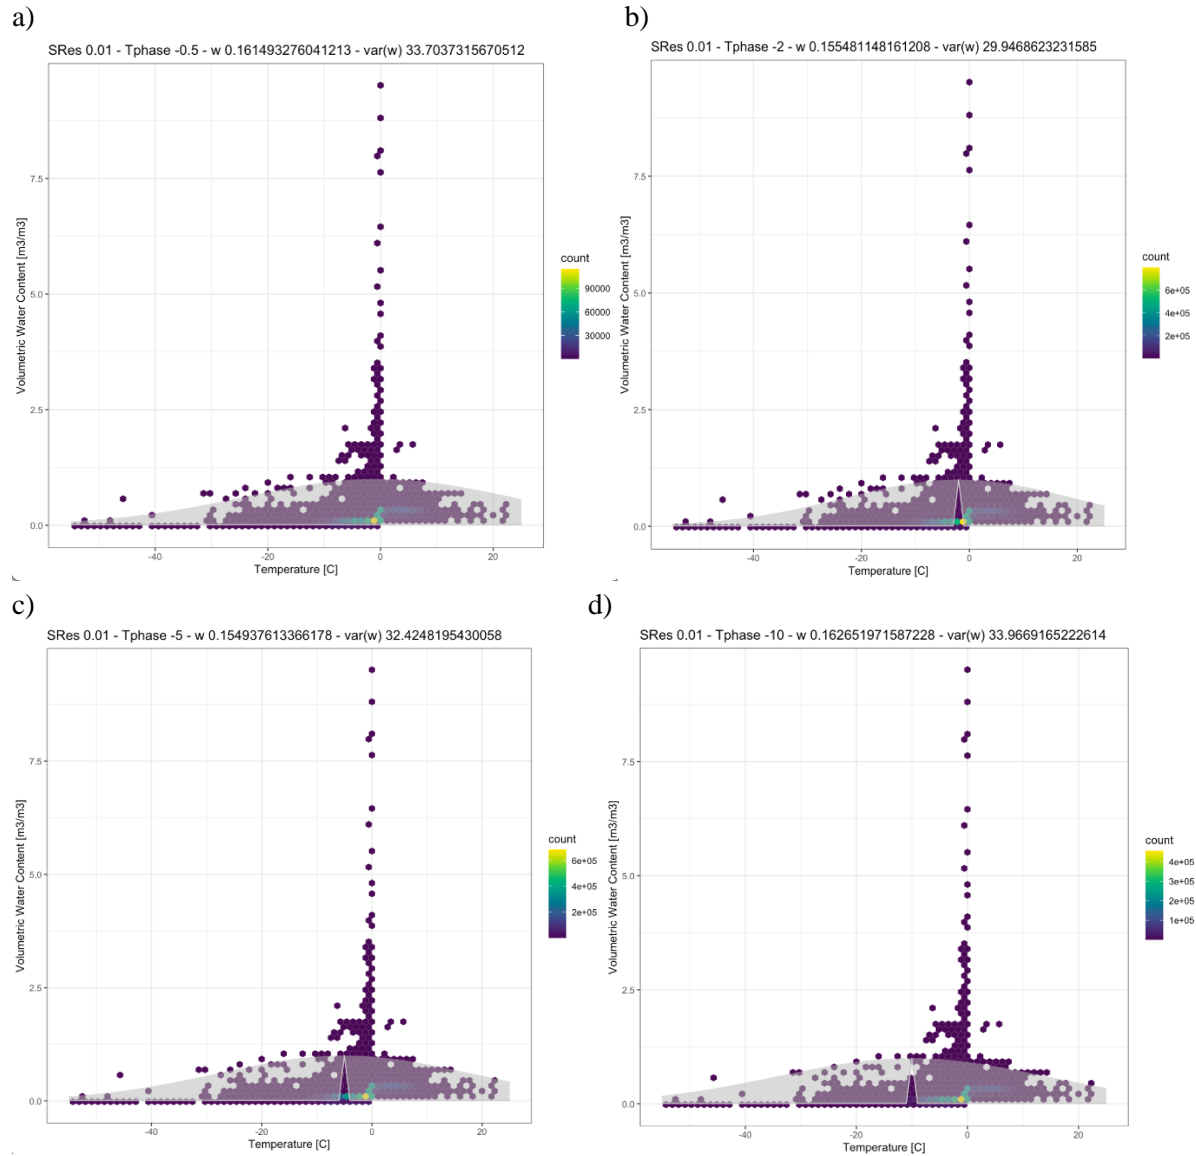 a)
SRes 0.01 - Tphase -0.5 - w 0.161493276041213 - var(w) 33.7037315670512
7.5
5.0
2.5
0.0
Volumetric Water Content [m3/m3]
-40
-20
0
20
Temperature [C]
count
90000
60000
30000
b)
SRes 0.01 - Tphase -2 - w 0.155481148161208 - var(w) 29.9468623231585
7.5
5.0
2.5
0.0
Volumetric Water Content [m3/m3]
-40
-20
0
20
Temperature [C]
count
6e+05
4e+05
2e+05
c)
SRes 0.01 - Tphase -5 - w 0.154937613366178 - var(w) 32.4248195430058
7.5
5.0
2.5
0.0
Volumetric Water Content [m3/m3]
-40
-20
0
20
Temperature [C]
count
6e+05
4e+05
2e+05
d)
SRes 0.01 - Tphase -10 - w 0.162651971587228 - var(w) 33.9669165222614
7.5
5.0
2.5
0.0
Volumetric Water Content [m3/m3]
-40
-20
0
20
Temperature [C]
count
4e+05
3e+05
2e+05
1e+05